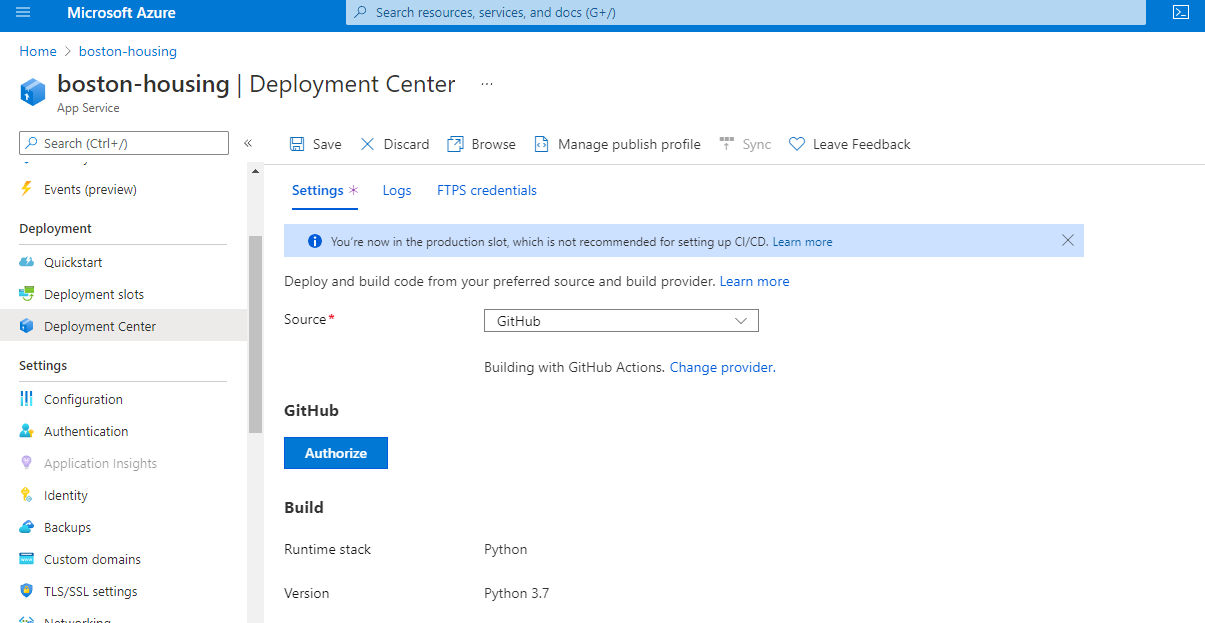 Microsoft Azure
Search resources, services, and docs (G+/)
Home > boston-housing
boston-housing | Deployment Center ...
App Service
Search (Ctrl+/)
«
Save
Discard
Browse
Manage publish profile
Sync
Leave Feedback
Events (preview)
Deployment
Quickstart
Deployment slots
Deployment Center
Settings
Configuration
Authentication
Application Insights
Identity
Backups
Custom domains
TLS/SSL settings
Networking
Settings *
Logs
FTPS credentials
You're now in the production slot, which is not recommended for setting up CI/CD. Learn more
Deploy and build code from your preferred source and build provider. Learn more
Source*
GitHub
Building with GitHub Actions. Change provider.
GitHub
Authorize
Build
Runtime stack Python
Version Python 3.7